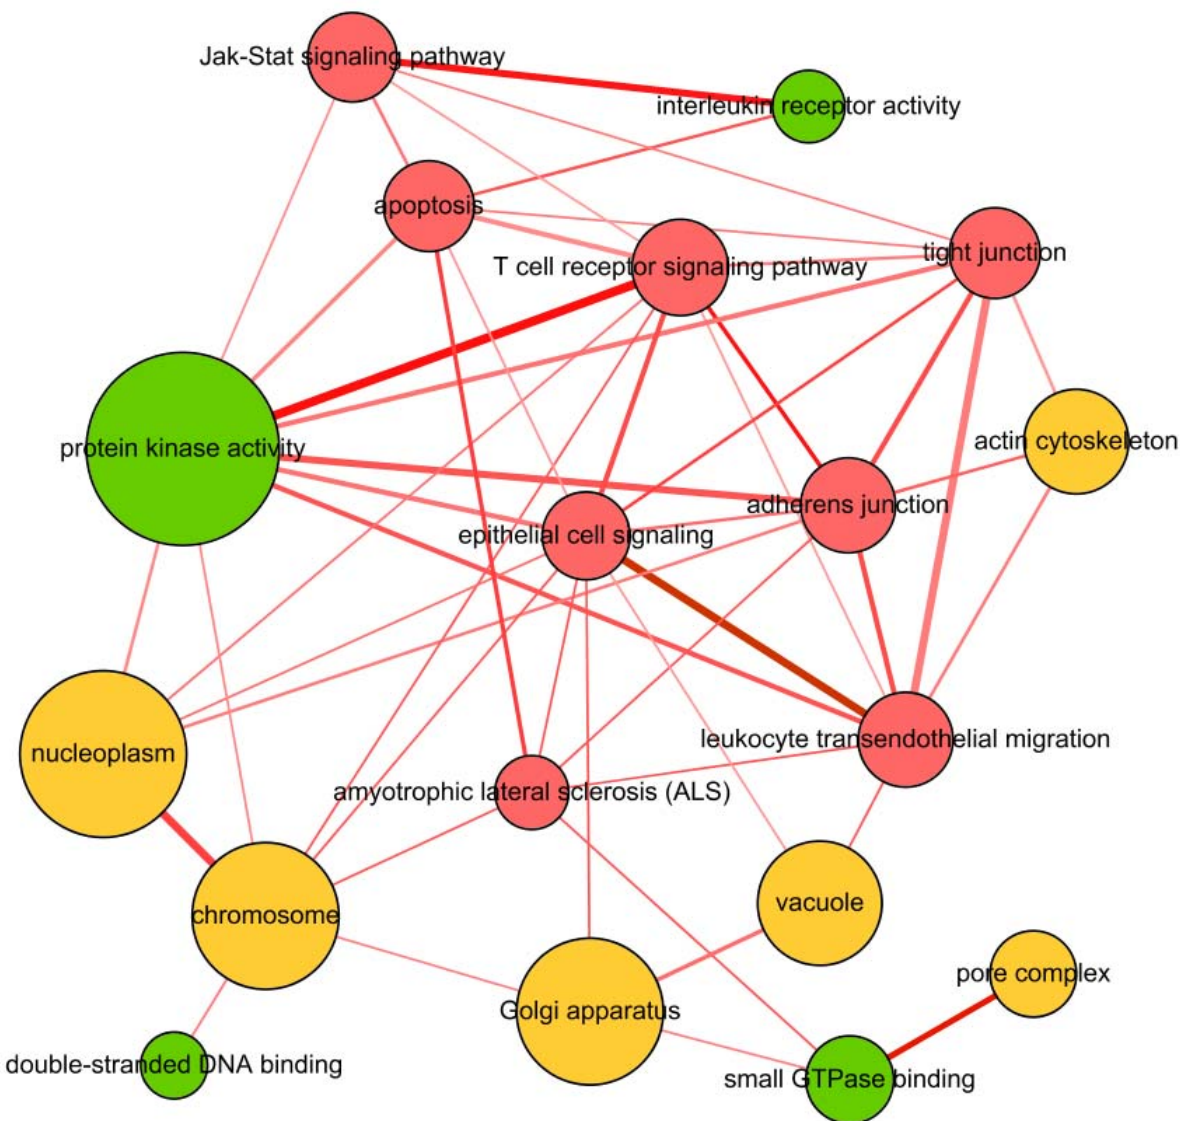 Jak-Stat signaling pathway
interleukin receptor activity
apoptosis
T cell receptor signaling pathway
tight junction
protein kinase activity
actin cytoskeleton
adherens junction
epithelial cell signaling
leukocyte transendothelial migration
nucleoplasm
amyotrophic lateral sclerosis (ALS)
vacuole
chromosome
pore complex
Golgi apparatus
double-stranded DNA binding
small GTPase binding